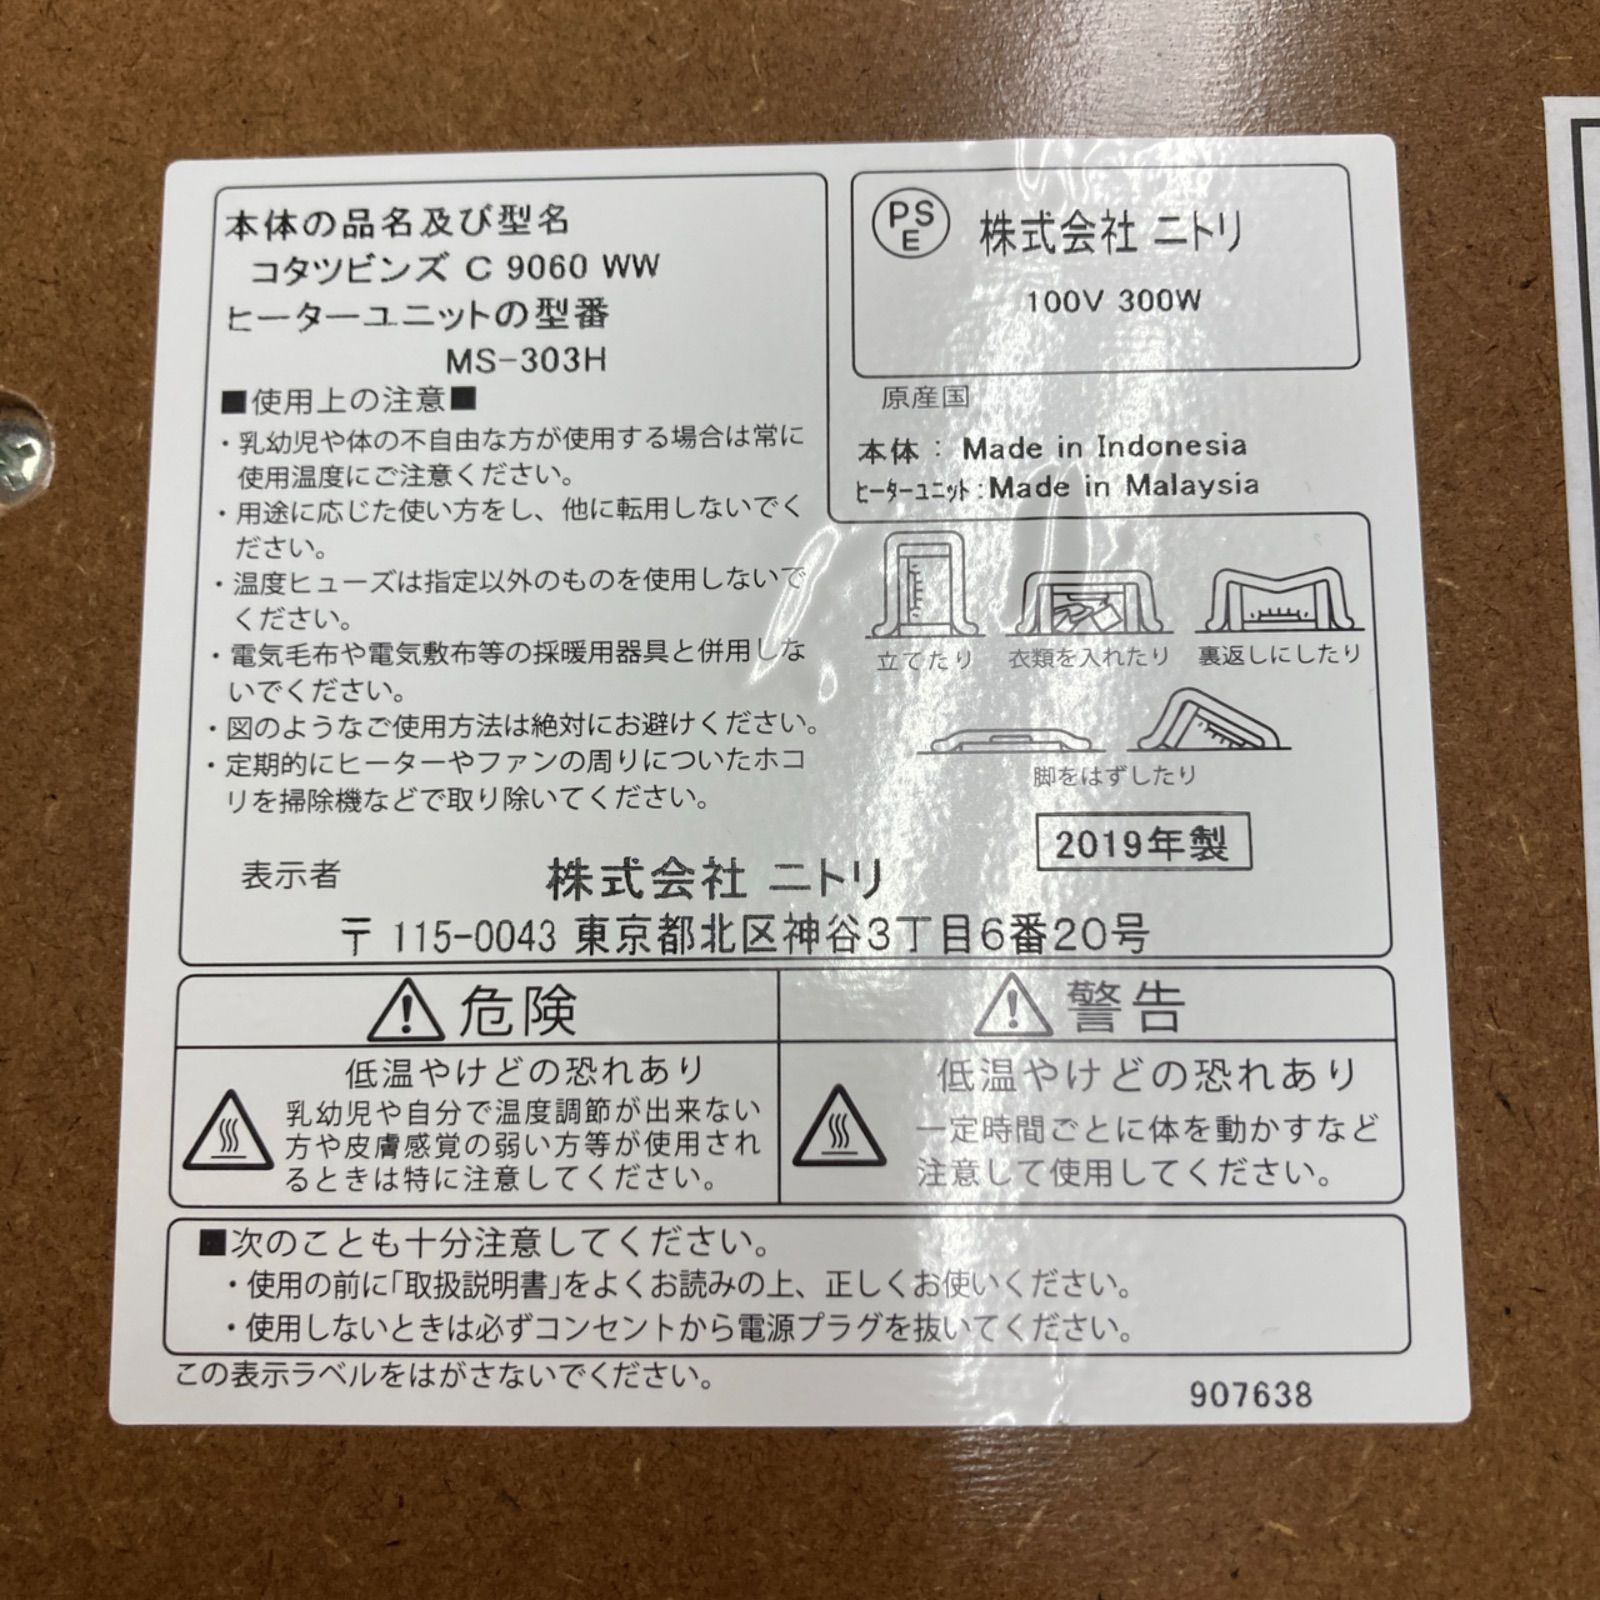 本体の品名及び型名
コタツビンズ C 9060 WW
ヒーターユニットの型番
MS-303H
■使用上の注意■
・乳幼児や体の不自由な方が使用する場合は常に
使用温度にご注意ください。
・用途に応じた使い方をし、他に転用しないでく
ださい。
・温度ヒューズは指定以外のものを使用しないで
ください。
・電気毛布や電気敷布等の採暖用器具と併用しな
いでください。
・図のようなご使用方法は絶対にお避けください。
・定期的にヒーターやファンの周りについたホコ
リを掃除機などで取り除いてください。
PS
E
株式会社 ニトリ
100V 300W
原産国
本体： Made in Indonesia
ヒーターユニット:Made in Malaysia
立てたり 衣類を入れたり 裏返しにしたり
脚をはずしたり
2019年製
表示者 株式会社 ニトリ
〒 115-0043 東京都北区神谷3丁目6番20号
危険
低温やけどの恐れあり
乳幼児や自分で温度調節が出来ない
方や皮膚感覚の弱い方等が使用され
るときは特に注意してください。
警告
低温やけどの恐れあり
一定時間ごとに体を動かすなど
注意して使用してください。
■次のことも十分注意してください。
・使用の前に「取扱説明書」をよくお読みの上、正しくお使いください。
・使用しないときは必ずコンセントから電源プラグを抜いてください。
この表示ラベルをはがさないでください。
907638